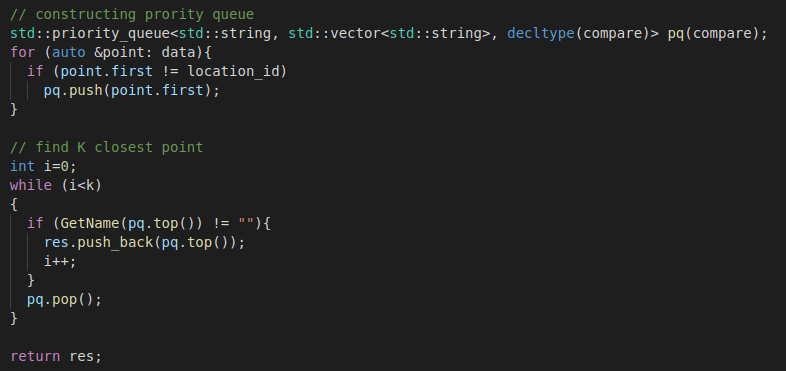 // constructing prority queue
std::priority_queue<std::string, std::vector<std::string>, decltype(compare)> pq(compare);
for (auto &point: data){
  if (point.first != location_id)
    pq.push(point.first);
}

// find K closest point
int i=0;
while (i<k)
{
  if (GetName(pq.top()) != ""){
    res.push_back(pq.top());
    i++;
  }
  pq.pop();
}

return res;